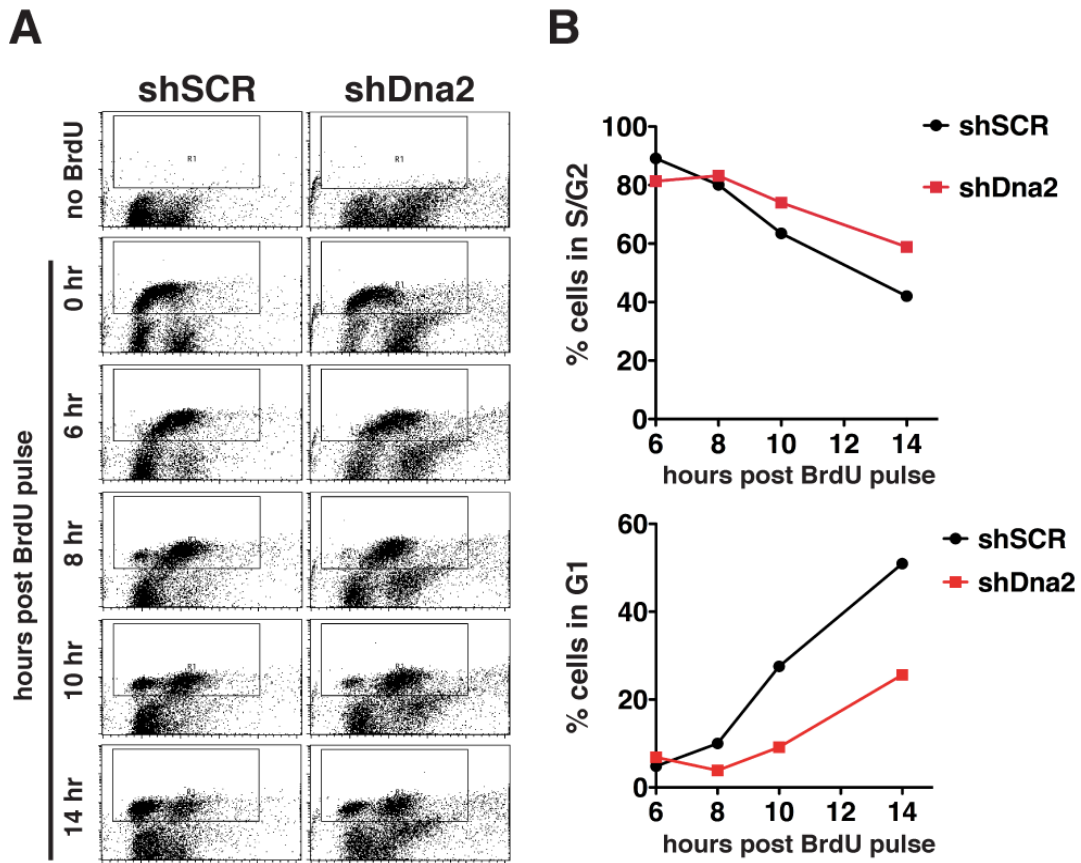 A
shSCR
shDna2
no BrdU
R1
R1
hours post BrdU pulse
0 hr
R1
6 hr
8 hr
10 hr
R1
R1
14 hr
B
% cells in S/G2
100
80
60
40
20
0
6
8
10
12
14
hours post BrdU pulse
shSCR
shDna2
% cells in G1
60
40
20
0
6
8
10
12
14
hours post BrdU pulse
shSCR
shDna2